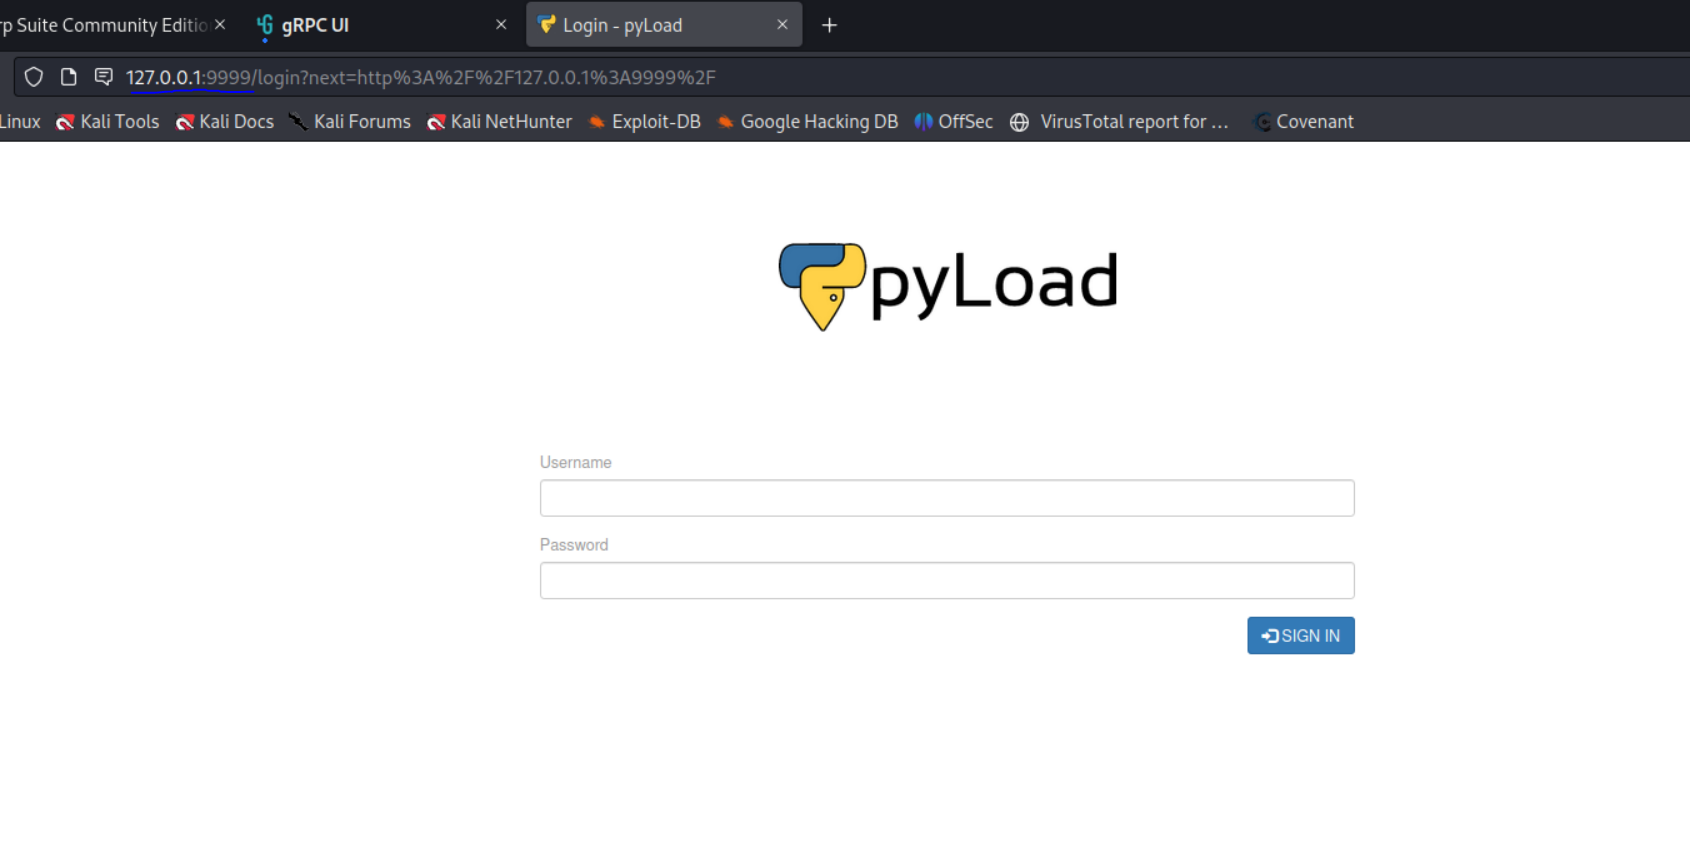 rp Suite Community Editio gRPC UI Login - pyLoad
127.0.0.1:9999/login?next=http%3A%2F%2F127.0.0.1%3A9999%2F
Linux Kali Tools Kali Docs Kali Forums Kali NetHunter Exploit-DB Google Hacking DB OffSec VirusTotal report for ... Covenant
pyLoad
Username
Password
SIGN IN